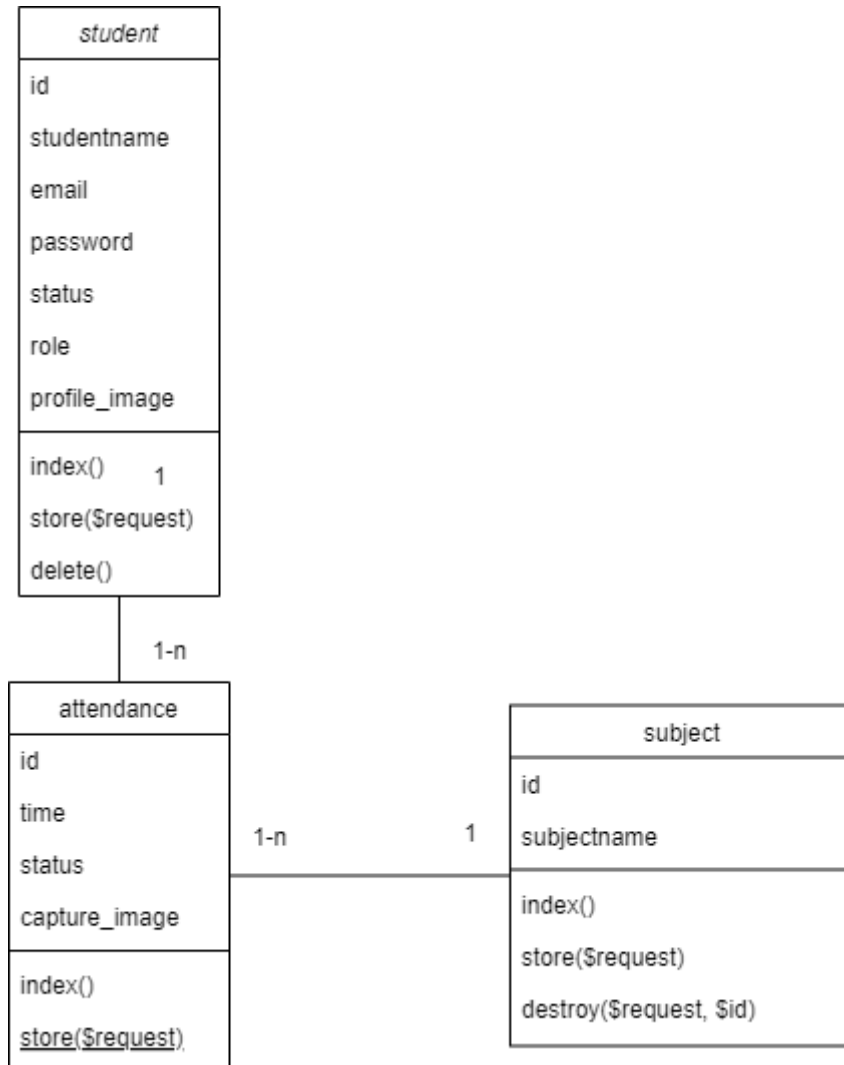 student
id
studentname
email
password
status
role
profile_image
index()
1
store($request)
delete()
1-n
attendance
id
time
status
capture_image
index()
store($request)
1-n
1
subject
id
subjectname
index()
store($request)
destroy($request, $id)